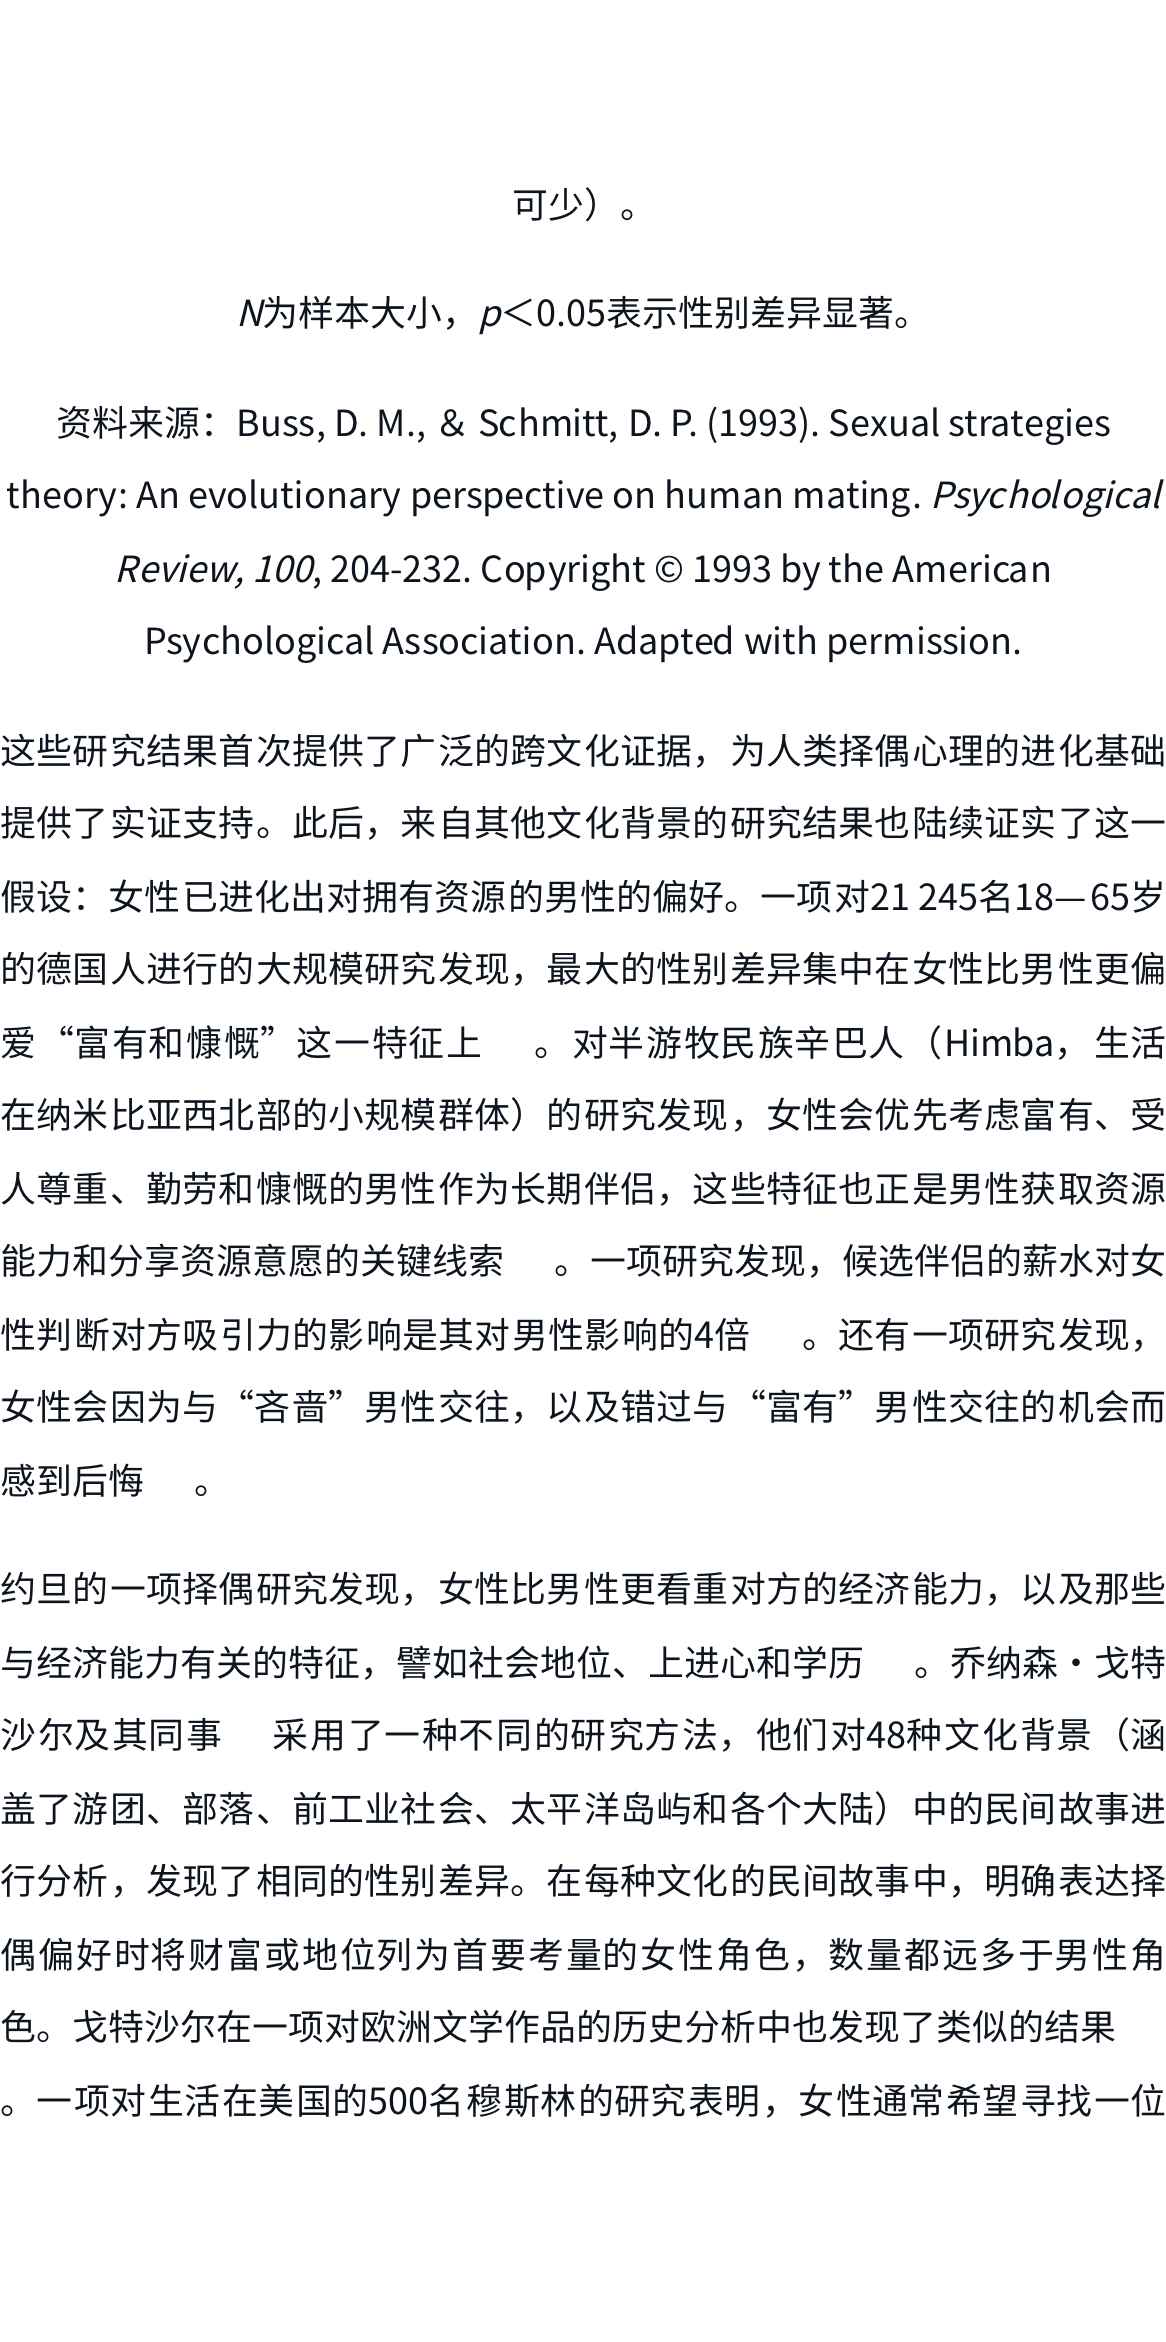 可少）。
N为样本大小，p＜0.05表示性别差异显著。
资料来源：Buss, D. M., & Schmitt, D. P. (1993). Sexual strategies
theory: An evolutionary perspective on human mating. Psychological
Review, 100, 204-232. Copyright © 1993 by the American
Psychological Association. Adapted with permission.
这些研究结果首次提供了广泛的跨文化证据，为人类择偶心理的进化基础
提供了实证支持。此后，来自其他文化背景的研究结果也陆续证实了这一
假设：女性已进化出对拥有资源的男性的偏好。一项对21 245名18—65岁
的德国人进行的大规模研究发现，最大的性别差异集中在女性比男性更偏
爱“富有和慷慨”这一特征上 。对半游牧民族辛巴人（Himba，生活
在纳米比亚西北部的小规模群体）的研究发现，女性会优先考虑富有、受
人尊重、勤劳和慷慨的男性作为长期伴侣，这些特征也正是男性获取资源
能力和分享资源意愿的关键线索 。一项研究发现，候选伴侣的薪水对女
性判断对方吸引力的影响是其对男性影响的4倍 。还有一项研究发现，
女性会因为与“吝啬”男性交往，以及错过与“富有”男性交往的机会而
感到后悔 。
约旦的一项择偶研究发现，女性比男性更看重对方的经济能力，以及那些
与经济能力有关的特征，譬如社会地位、上进心和学历 。乔纳森·戈特
沙尔及其同事 采用了一种不同的研究方法，他们对48种文化背景（涵
盖了游团、部落、前工业社会、太平洋岛屿和各个大陆）中的民间故事进
行分析，发现了相同的性别差异。在每种文化的民间故事中，明确表达择
偶偏好时将财富或地位列为首要考量的女性角色，数量都远多于男性角
色。戈特沙尔在一项对欧洲文学作品的历史分析中也发现了类似的结果
。一项对生活在美国的500名穆斯林的研究表明，女性通常希望寻找一位